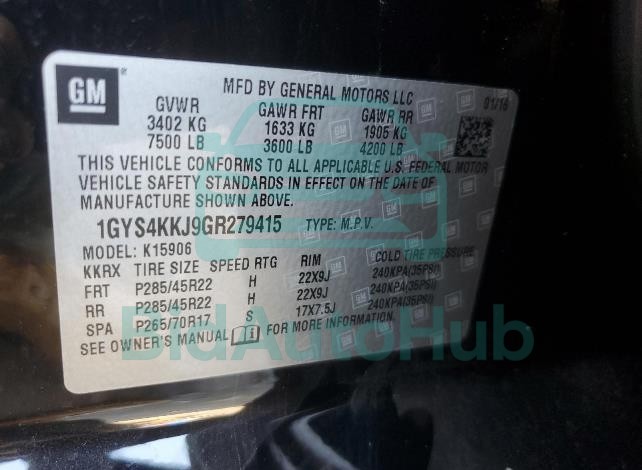 GM
MFD BY GENERAL MOTORS LLC
01/16
GVWR GAWR FRT GAWR RR
3402 KG 1633 KG 1905 KG
7500 LB 3600 LB 4200 LB
THIS VEHICLE CONFORMS TO ALL APPLICABLE U.S. FEDERAL MOTOR
VEHICLE SAFETY STANDARDS IN EFFECT ON THE DATE OF
MANUFACTURE SHOWN ABOVE.
1GYS4KKJ9GR279415 TYPE: M.P.V.
MODEL: K15906
KKRX TIRE SIZE SPEED RTG RIM COLD TIRE PRESSURE
FRT P285/45R22 H 22X9J 240KPA(35PSI)
RR P285/45R22 H 22X9J 240KPA(35PSI)
SPA P265/70R17 S 17X7.5J 240KPA(35PSI)
SEE OWNER'S MANUAL FOR MORE INFORMATION.
BidAutoHub